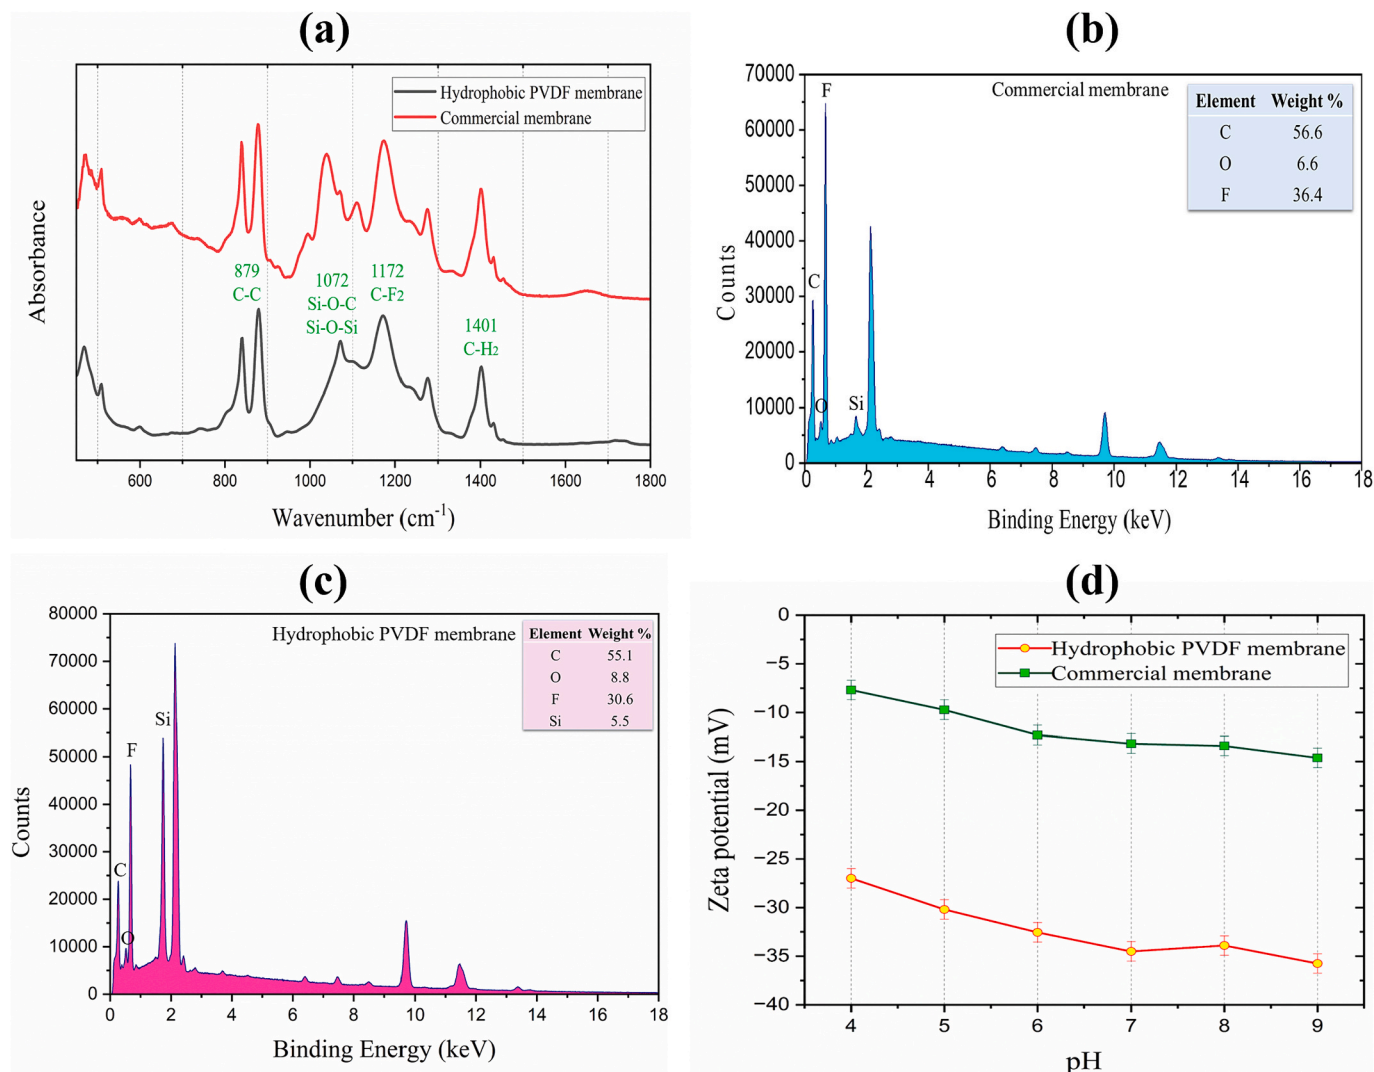 (a)
Hydrophobic PVDF membrane
Commercial membrane
879
C-C
1072
Si-O-C
Si-O-Si
1172
C-F2
1401
C-H2
Absorbance
600 800 1000 1200 1400 1600 1800
Wavenumber (cm-1)
(b)
Commercial membrane
Element Weight %
C 56.6
O 6.6
F 36.4
F
C
O
Si
Counts
70000
60000
50000
40000
30000
20000
10000
0
0 2 4 6 8 10 12 14 16 18
Binding Energy (keV)
(c)
Hydrophobic PVDF membrane
Element Weight %
C 55.1
O 8.8
F 30.6
Si 5.5
Si
F
C
O
Counts
80000
70000
60000
50000
40000
30000
20000
10000
0
0 2 4 6 8 10 12 14 16 18
Binding Energy (keV)
(d)
Hydrophobic PVDF membrane
Commercial membrane
Zeta potential (mV)
0
−5
−10
−15
−20
−25
−30
−35
−40
4 5 6 7 8 9
pH